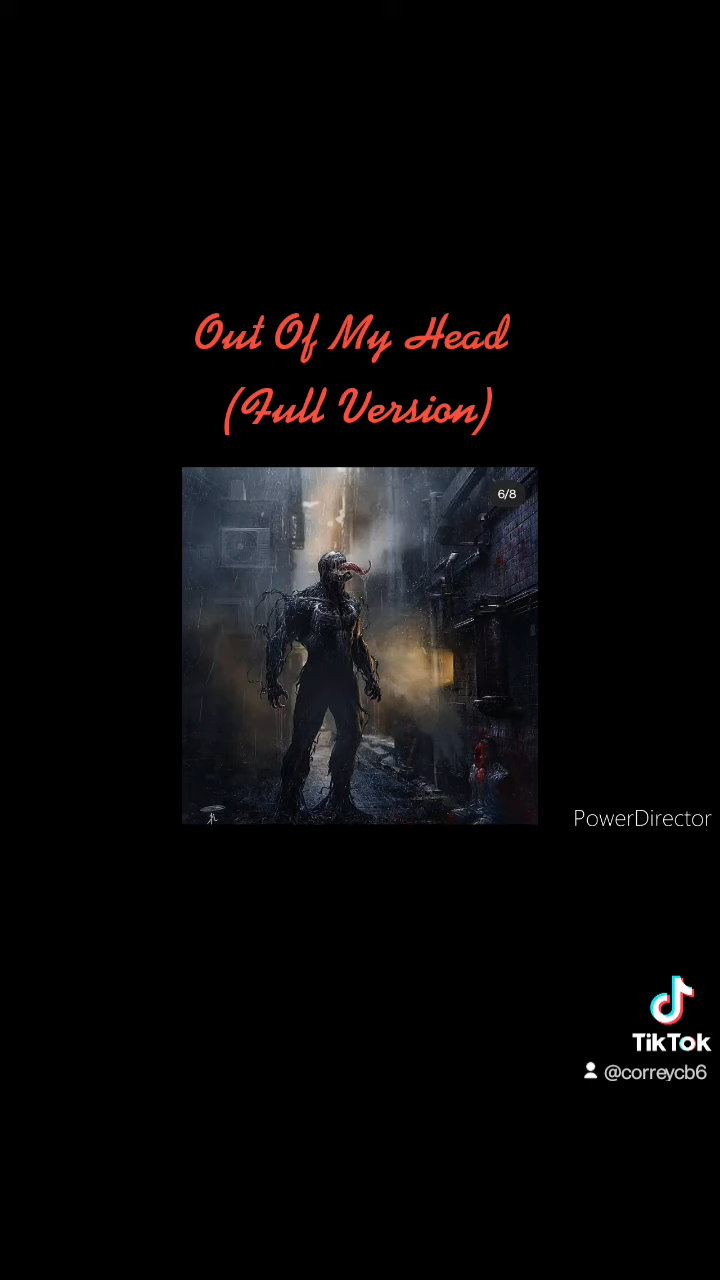 Out Of My Head
(Full Version)
6/8
PowerDirector
TikTok
@correycb6